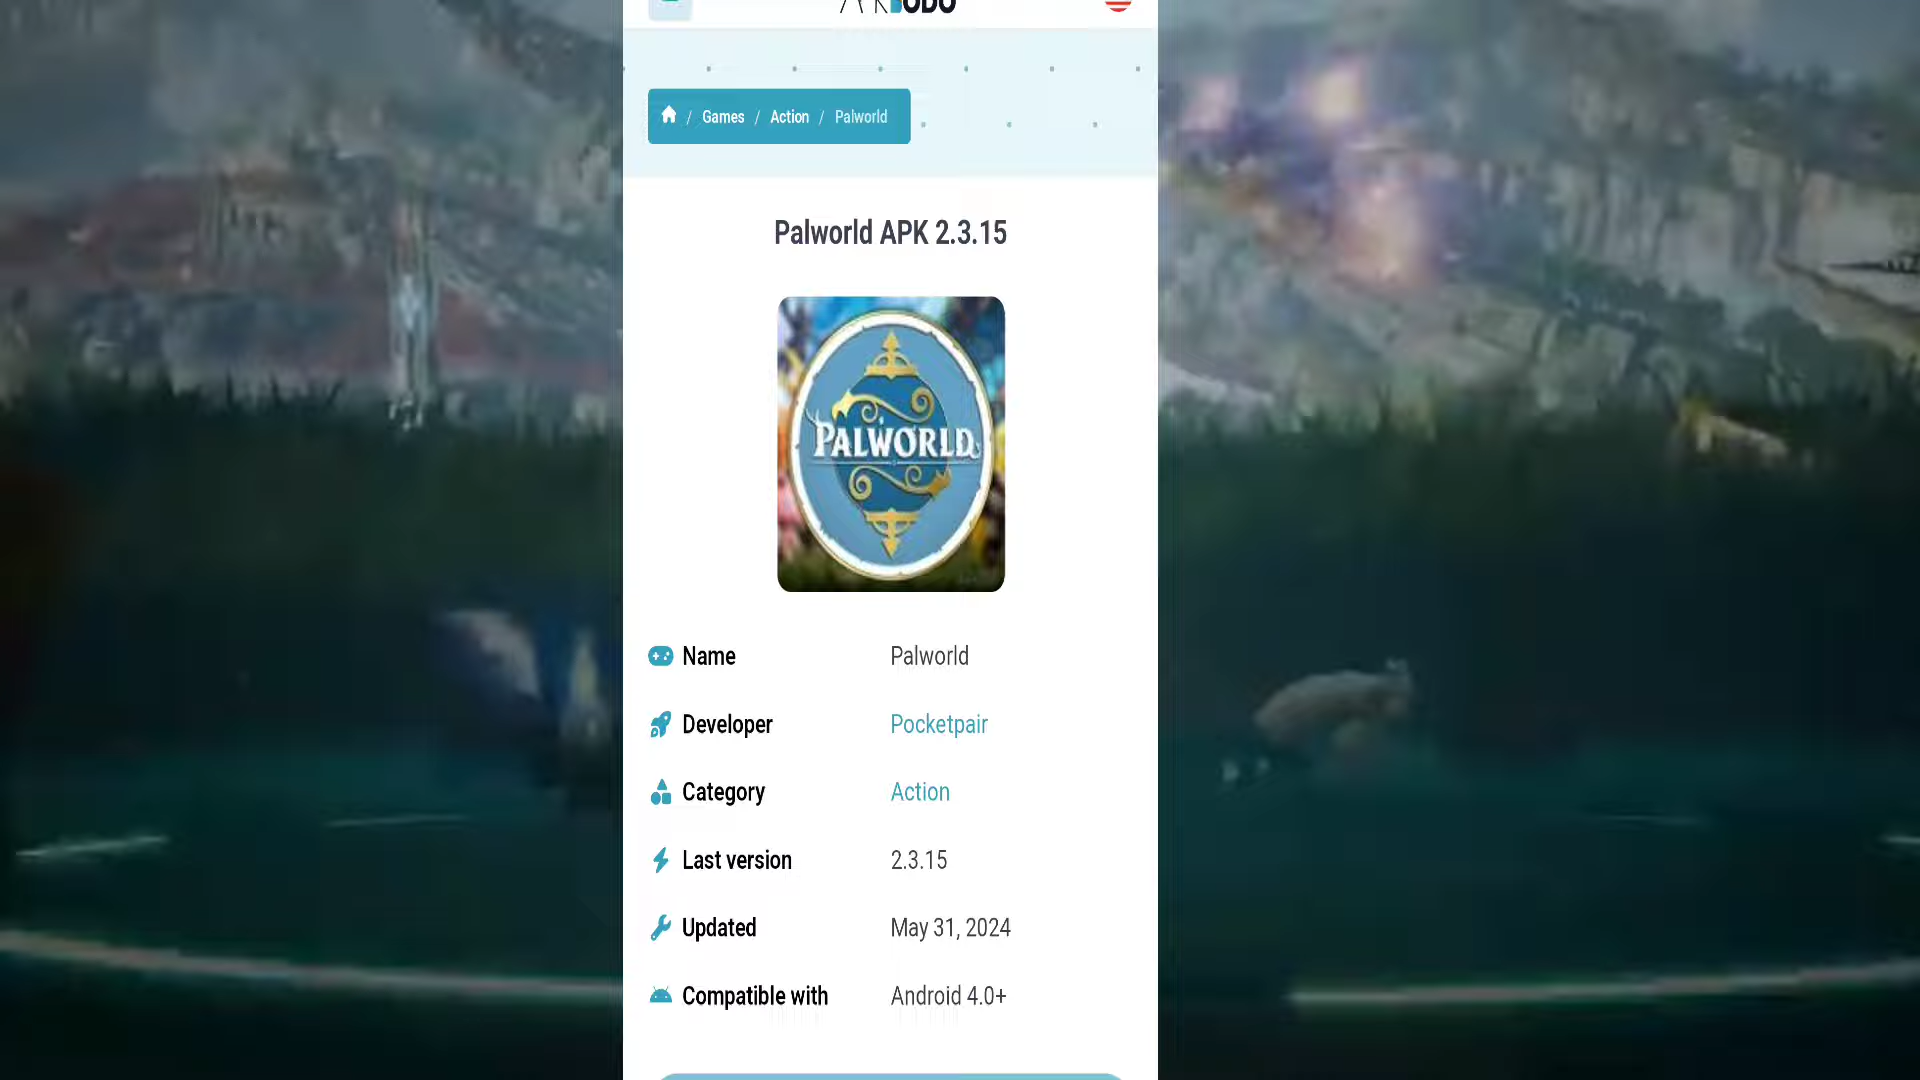 Games / Action / Palworld
Palworld APK 2.3.15
PALWORLD
Name Palworld
Developer Pocketpair
Category Action
Last version 2.3.15
Updated May 31, 2024
Compatible with Android 4.0+